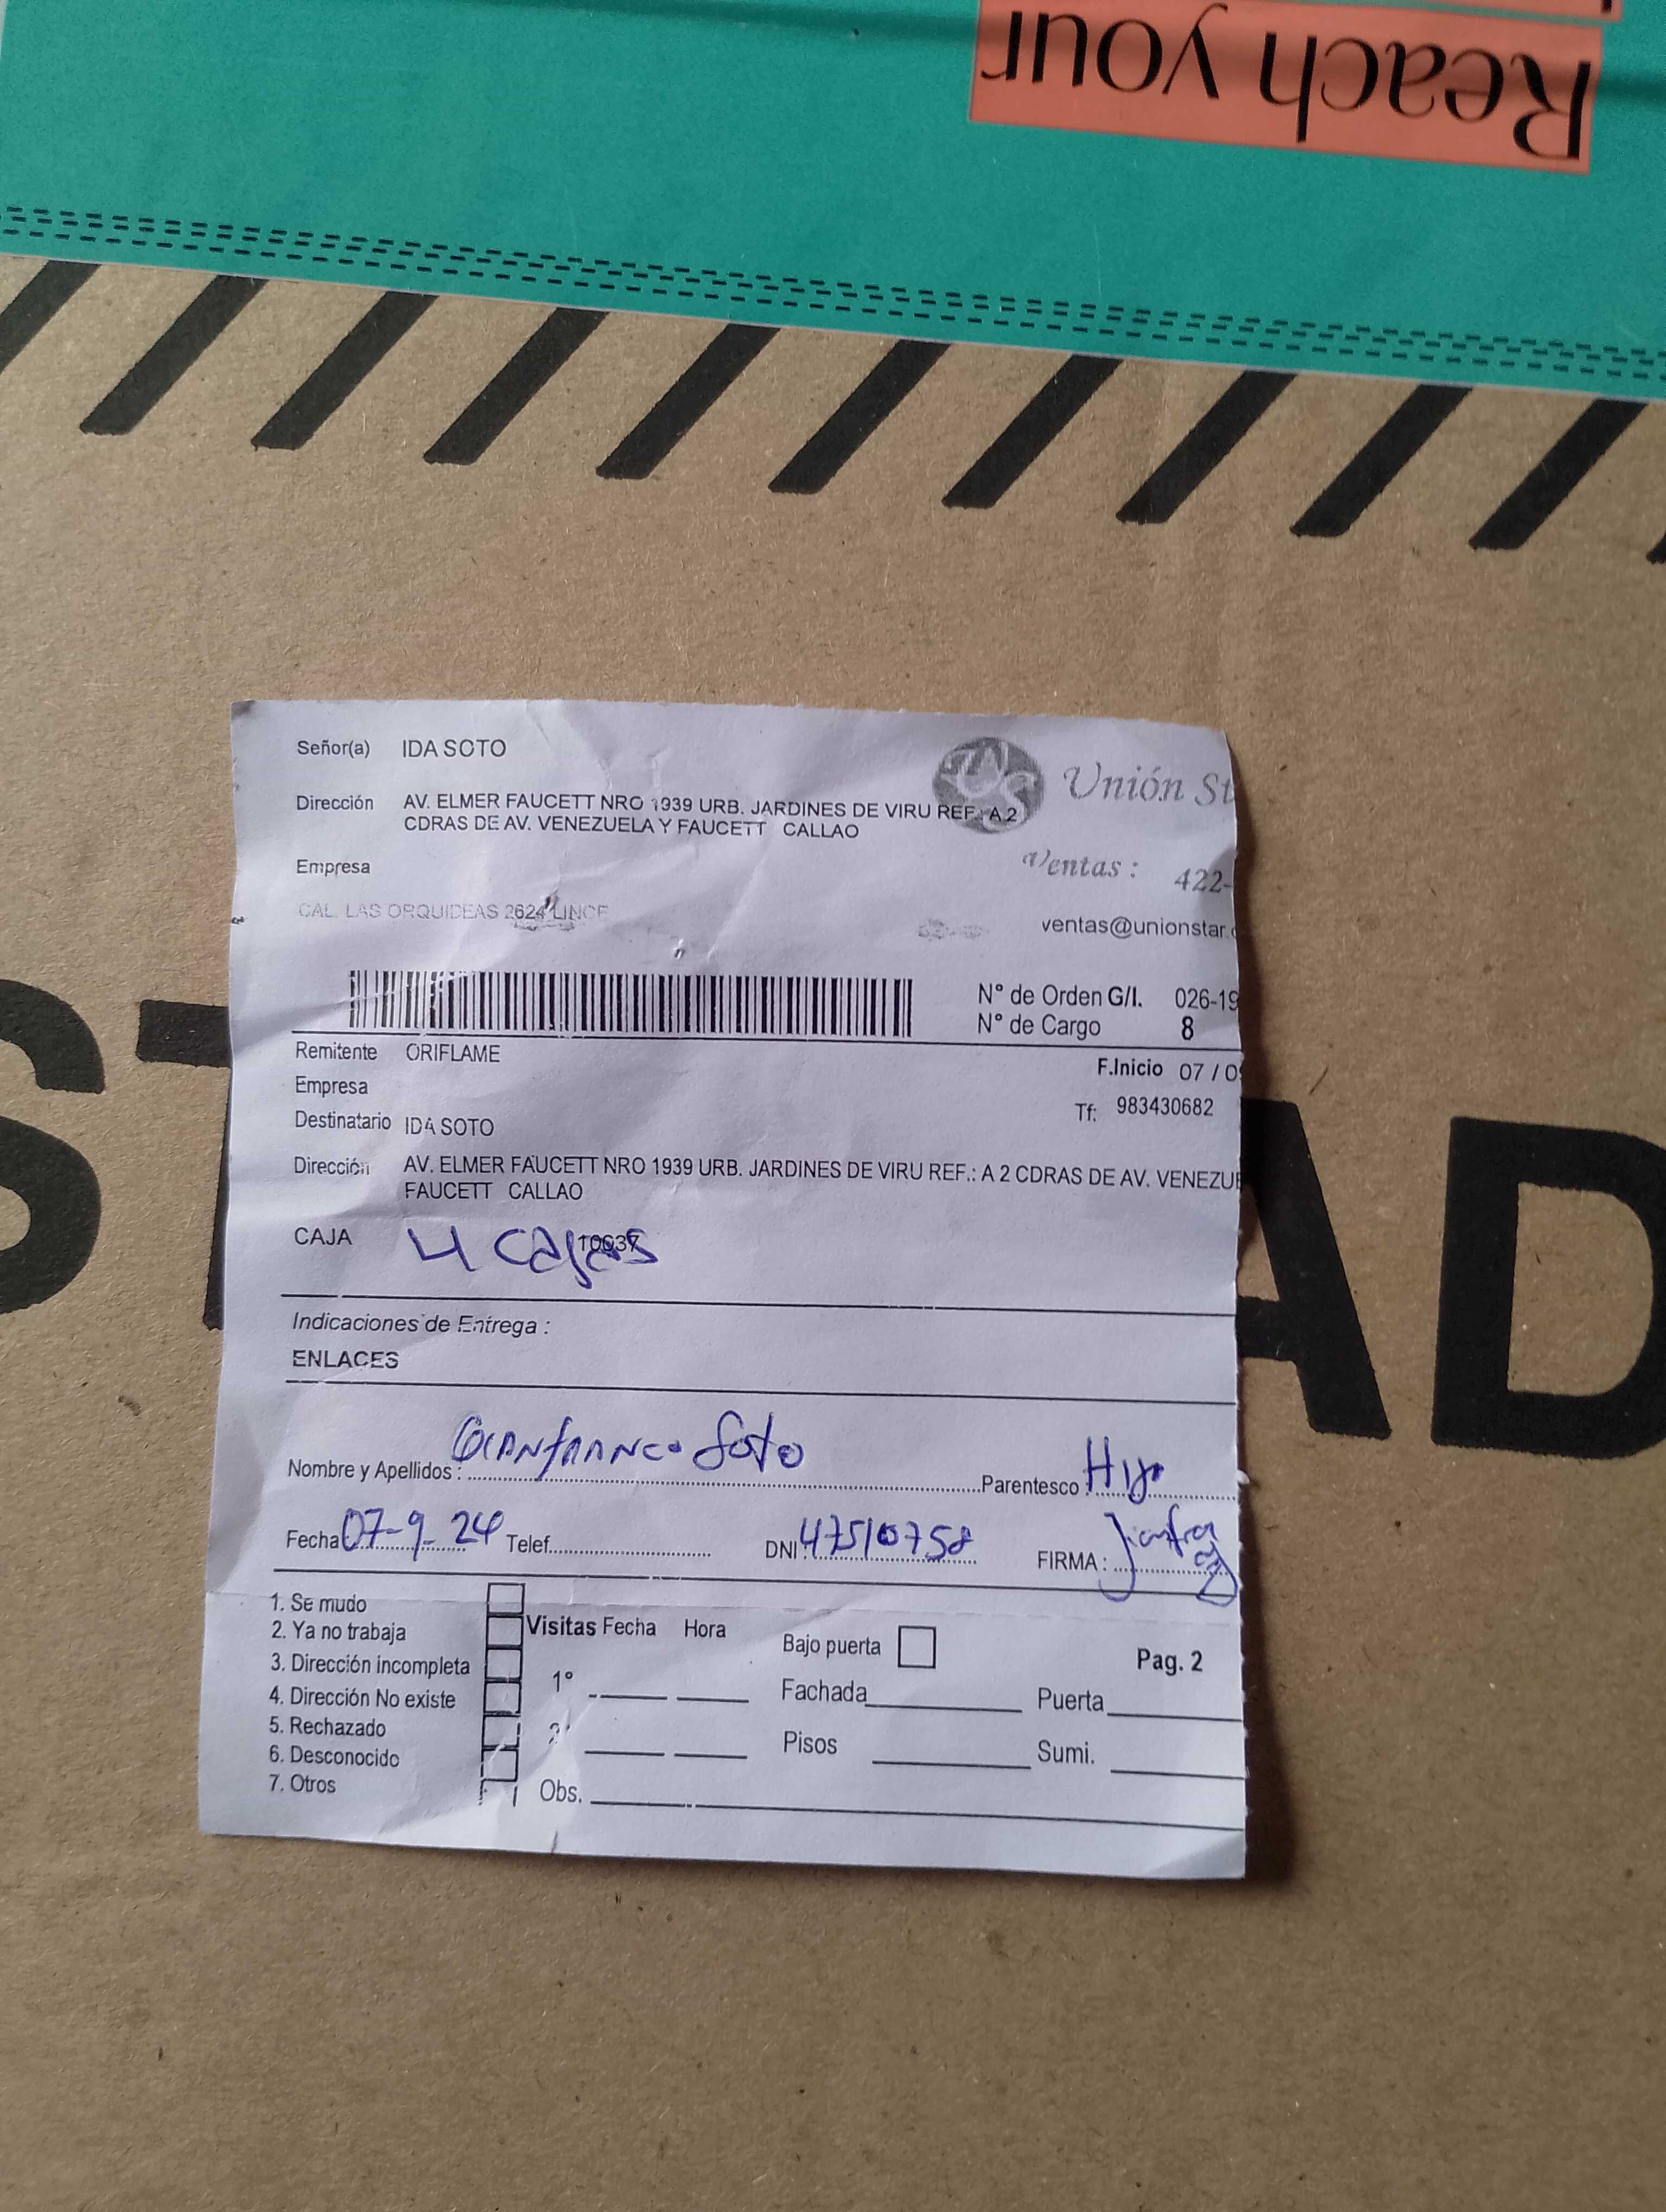 Reach your
Señor(a) IDA SOTO
Unión St
Dirección AV. ELMER FAUCETT NRO 1939 URB. JARDINES DE VIRU REF.: A 2
CDRAS DE AV. VENEZUELA Y FAUCETT CALLAO
Empresa
Ventas : 422-
CAL. LAS ORQUIDEAS 2624 LINCE
ventas@unionstar.
N° de Orden G/I. 026-19
N° de Cargo 8
Remitente ORIFLAME
F.Inicio 07 / 09
Empresa
Tf: 983430682
Destinatario IDA SOTO
Dirección AV. ELMER FAUCETT NRO 1939 URB. JARDINES DE VIRU REF.: A 2 CDRAS DE AV. VENEZUE
FAUCETT CALLAO
CAJA 4 cajas 10037
Indicaciones de Entrega :
ENLACES
Nombre y Apellidos : Gianfranco Soto Parentesco : Hijo
Fecha 07-9-24 Telef. DNI : 47510758 FIRMA :
1. Se mudo
2. Ya no trabaja
3. Dirección incompleta
4. Dirección No existe
5. Rechazado
6. Desconocido
7. Otros
Visitas Fecha Hora
1°
2°
Obs.
Bajo puerta
Fachada
Pisos
Pag. 2
Puerta
Sumi.
ST
AD